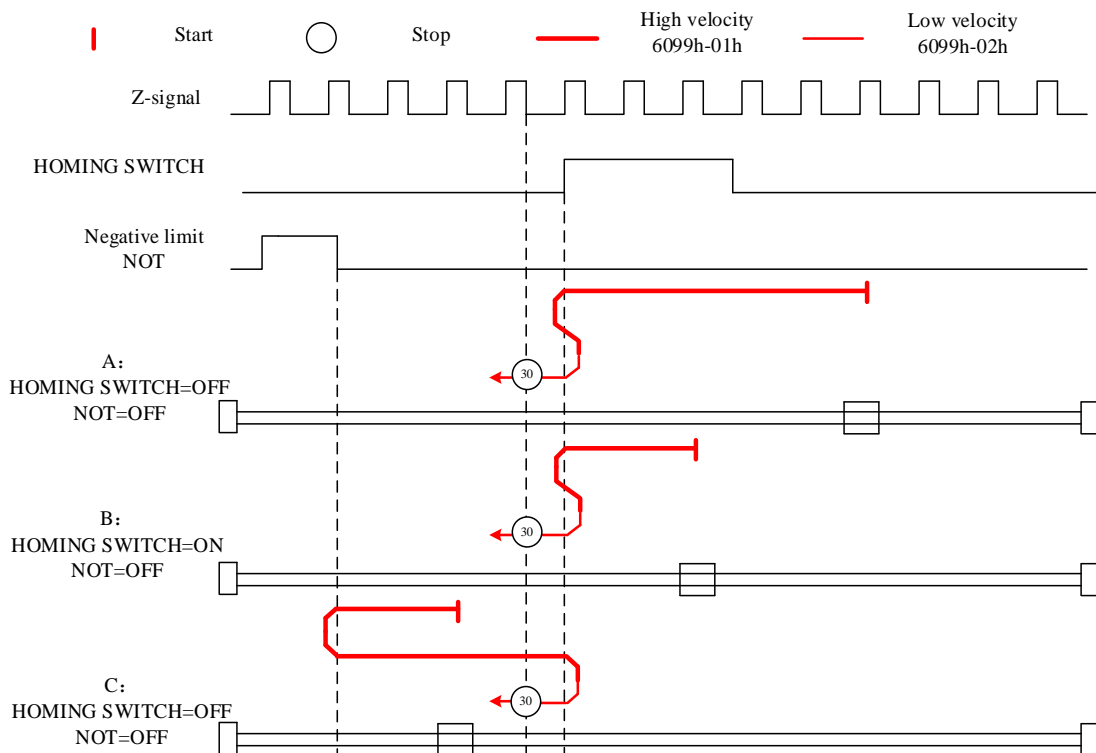 Start
Stop
High velocity
6099h-01h
Low velocity
6099h-02h
Z-signal
HOMING SWITCH
Negative limit
NOT
A：
HOMING SWITCH=OFF
NOT=OFF
30
B：
HOMING SWITCH=ON
NOT=OFF
30
C：
HOMING SWITCH=OFF
NOT=OFF
30